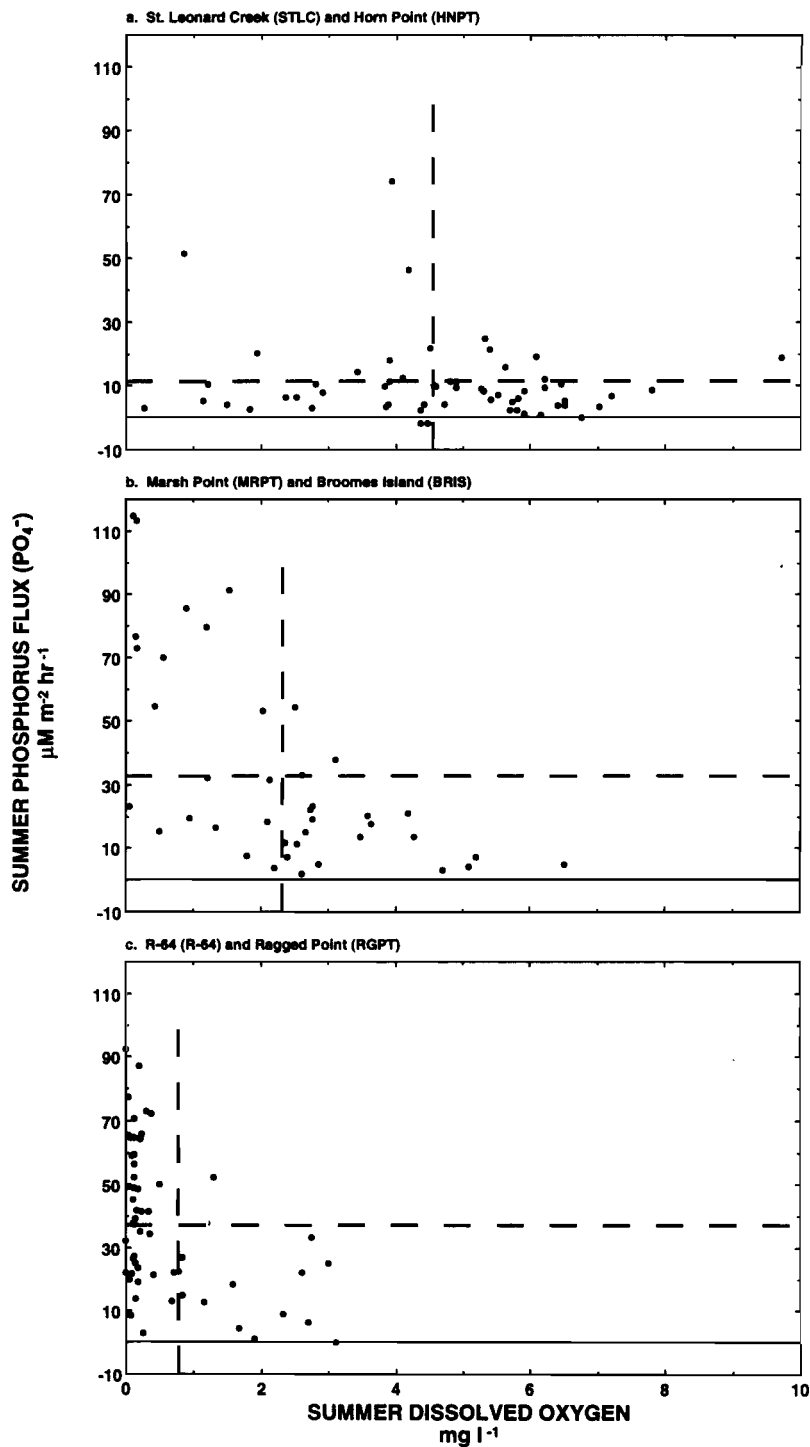 a. St. Leonard Creek (STLC) and Horn Point (HNPT)
110
90
70
50
30
10
-10
b. Marsh Point (MRPT) and Broomes Island (BRIS)
110
90
70
50
30
10
-10
SUMMER PHOSPHORUS FLUX (PO₄⁻)
µM m⁻² hr⁻¹
c. R-64 (R-64) and Ragged Point (RGPT)
110
90
70
50
30
10
-10
0 2 4 6 8 10
SUMMER DISSOLVED OXYGEN
mg l⁻¹